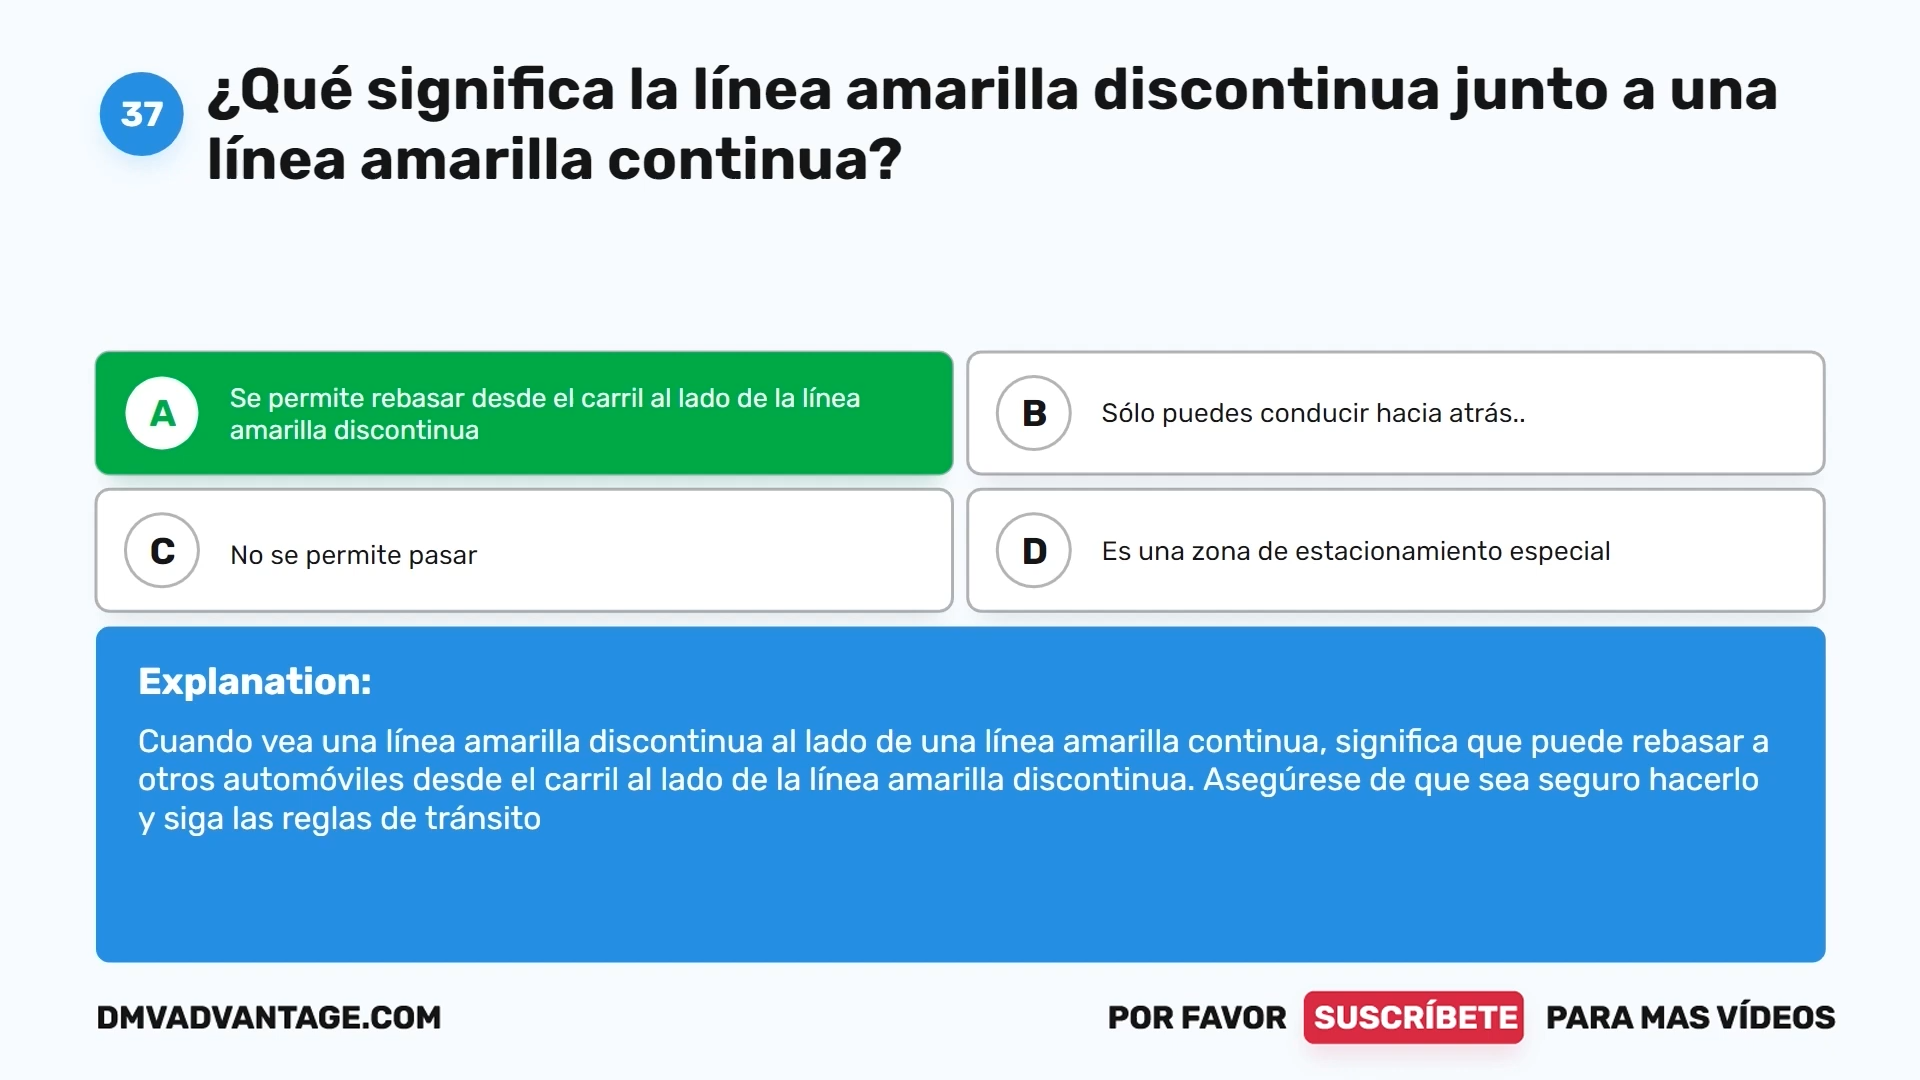 37
¿Qué significa la línea amarilla discontinua junto a una
línea amarilla continua?
A
Se permite rebasar desde el carril al lado de la línea
amarilla discontinua
B
Sólo puedes conducir hacia atrás..
C
No se permite pasar
D
Es una zona de estacionamiento especial
Explanation:
Cuando vea una línea amarilla discontinua al lado de una línea amarilla continua, significa que puede rebasar a
otros automóviles desde el carril al lado de la línea amarilla discontinua. Asegúrese de que sea seguro hacerlo
y siga las reglas de tránsito
DMVADVANTAGE.COM
POR FAVOR SUSCRÍBETE PARA MAS VÍDEOS